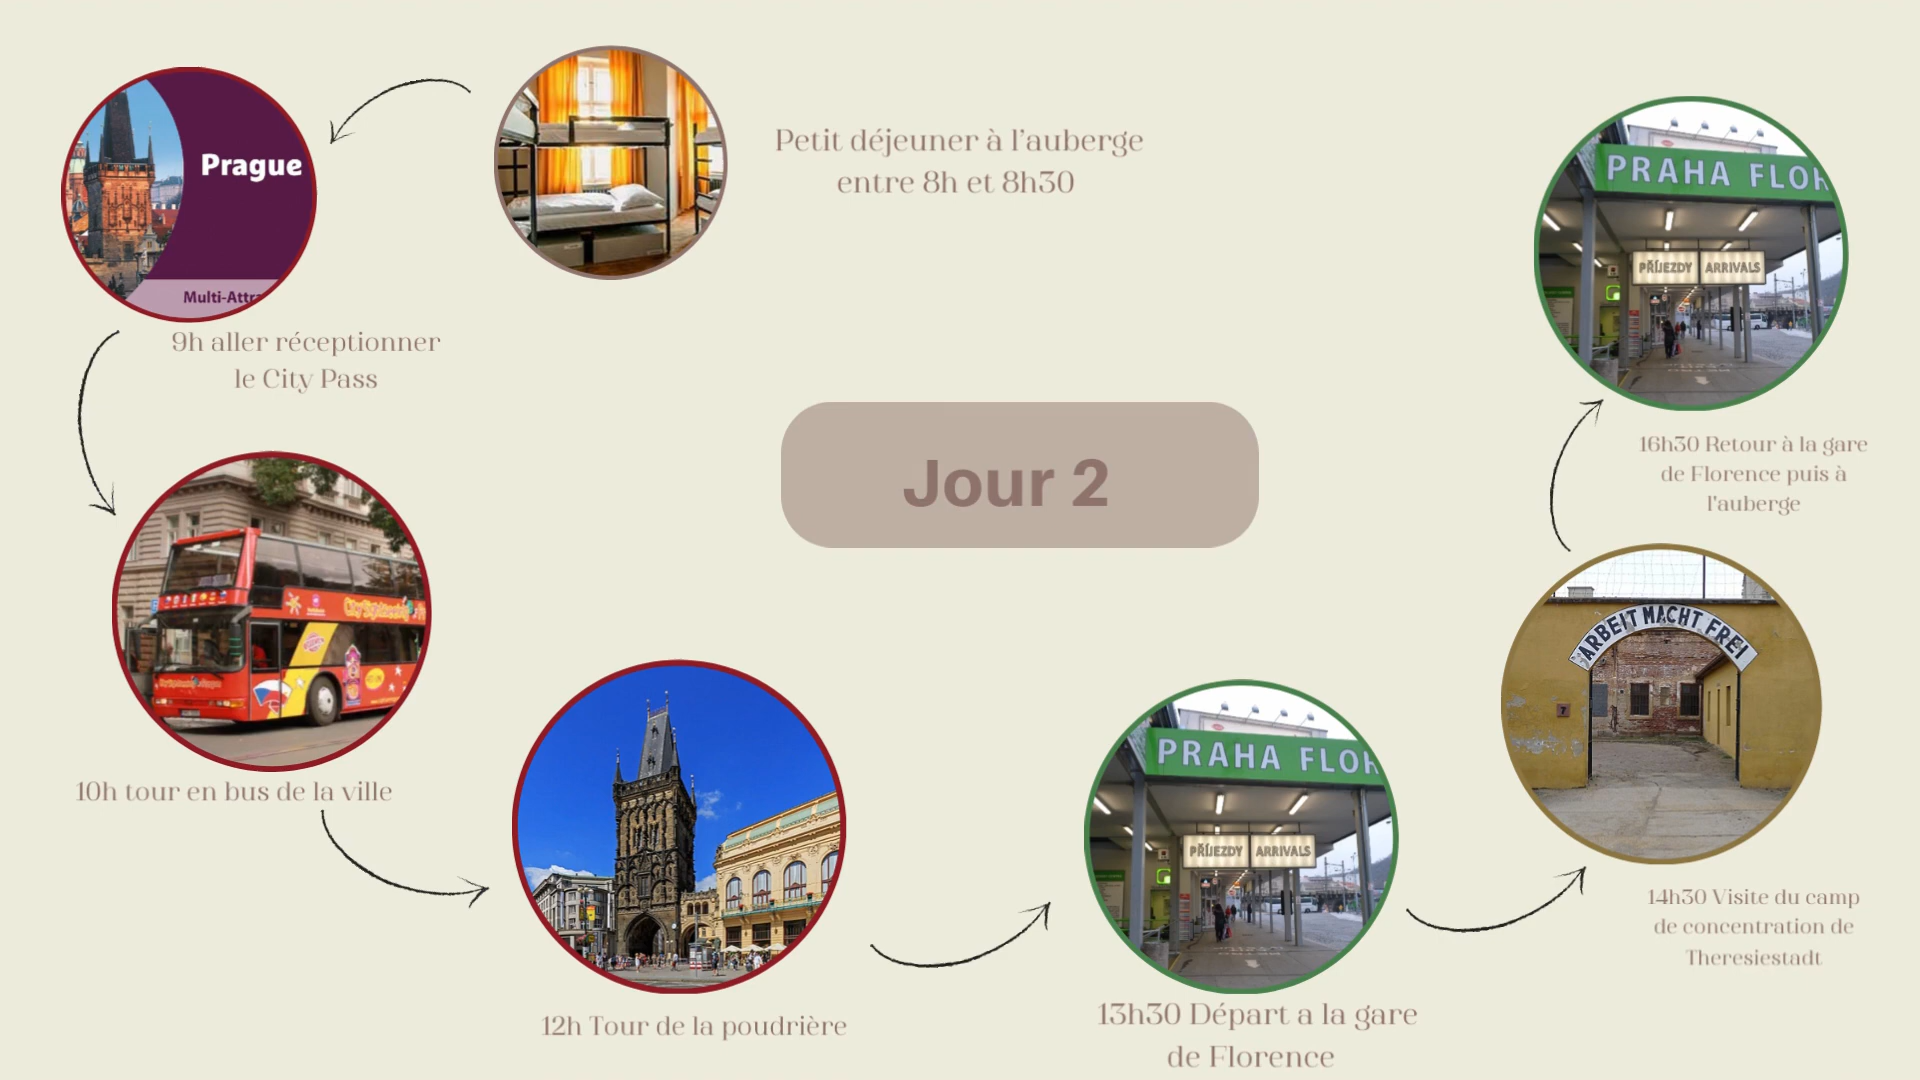 Jour 2
Petit déjeuner à l'auberge
entre 8h et 8h30
Prague
Multi-Attra
9h aller réceptionner
le City Pass
10h tour en bus de la ville
12h Tour de la poudrière
PRAHA FLOR
PŘÍJEZDY ARRIVALS
13h30 Départ a la gare
de Florence
ARBEIT MACHT FREI
7
14h30 Visite du camp
de concentration de
Theresiestadt
PRAHA FLOR
PŘÍJEZDY ARRIVALS
16h30 Retour à la gare
de Florence puis à
l'auberge